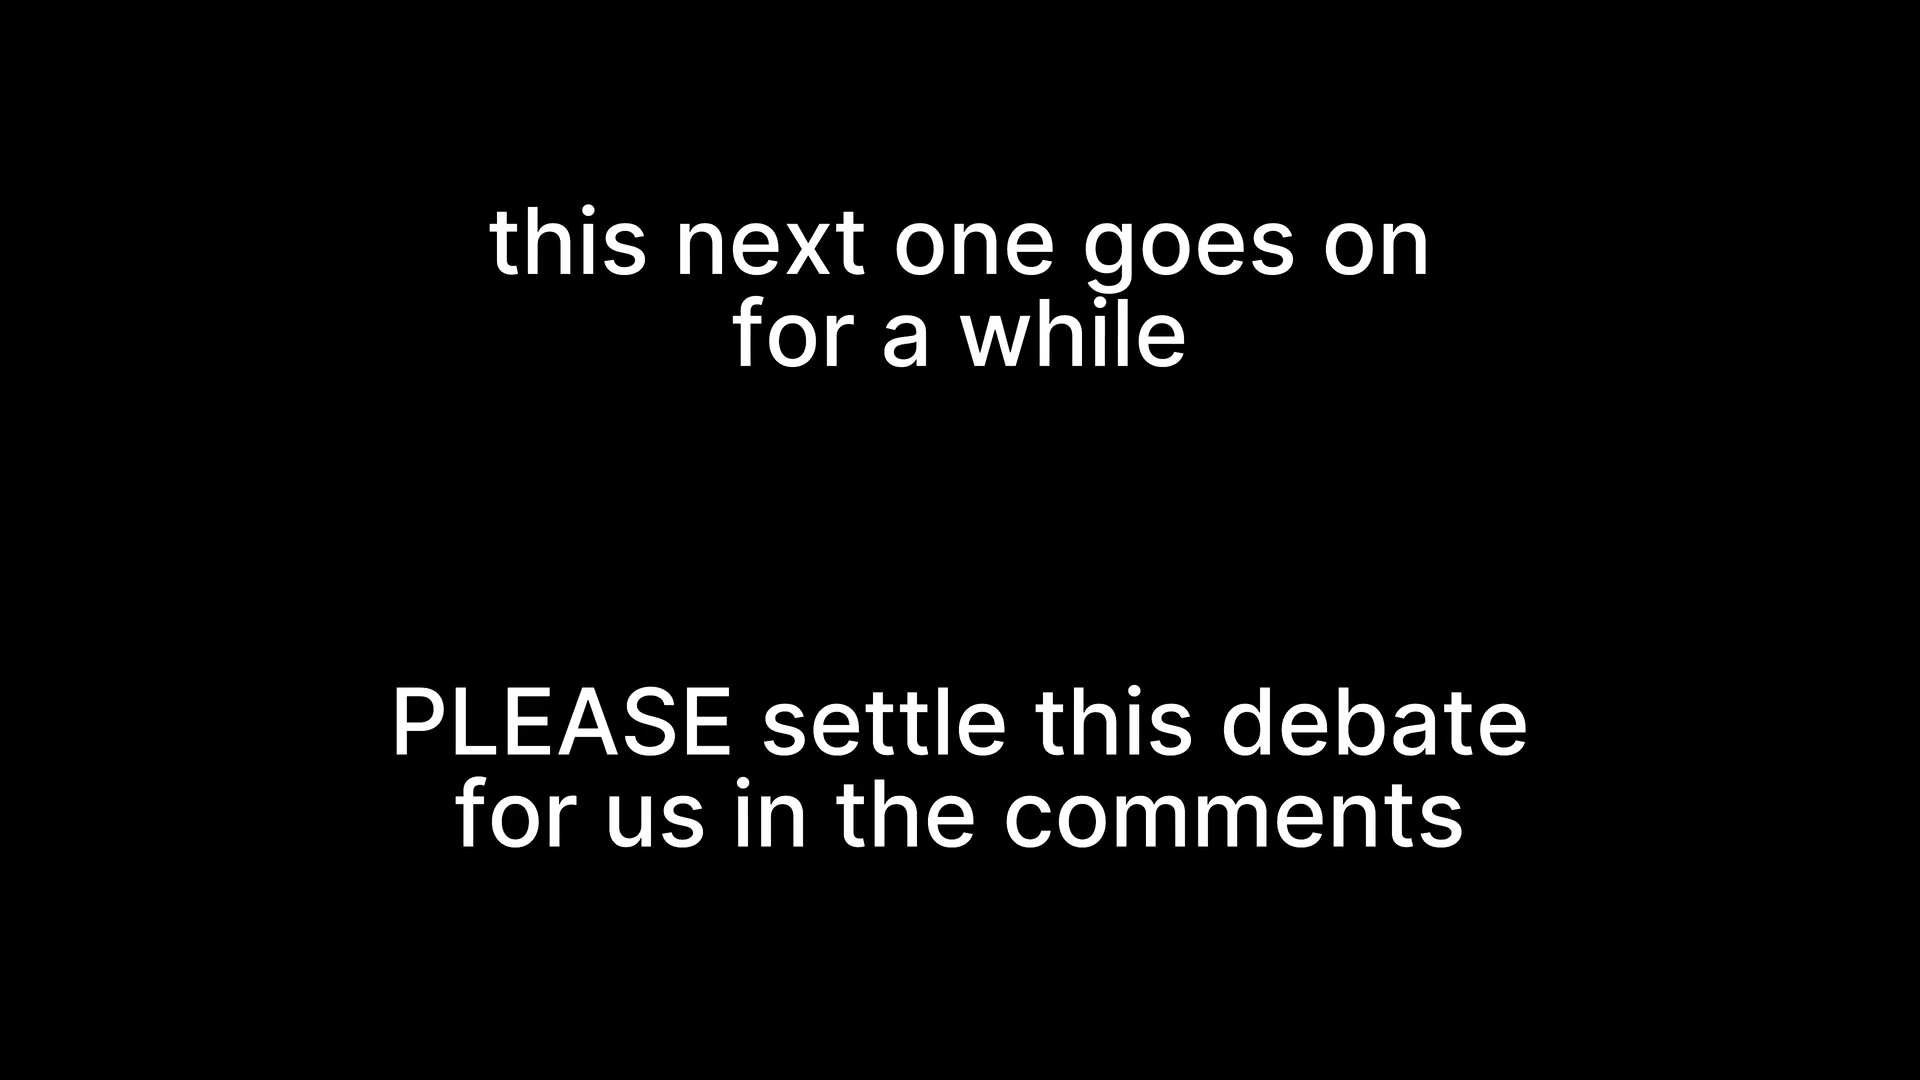 this next one goes on
for a while
PLEASE settle this debate
for us in the comments